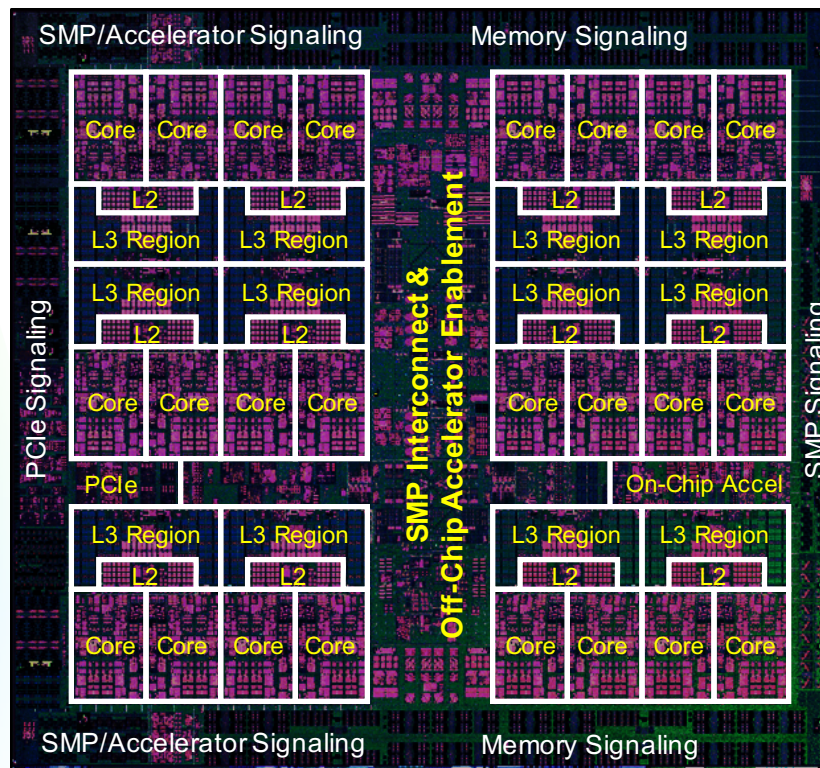 SMP/Accelerator Signaling
Memory Signaling
Core Core Core Core
Core Core Core Core
L2 L2
L2 L2
L3 Region L3 Region
L3 Region L3 Region
L3 Region L3 Region
L3 Region L3 Region
L2 L2
L2 L2
Core Core Core Core
Core Core Core Core
PCIe Signaling
SMP Interconnect &
Off-Chip Accelerator Enablement
SMP Signaling
PCIe
On-Chip Accel
L3 Region L3 Region
L3 Region L3 Region
L2 L2
L2 L2
Core Core Core Core
Core Core Core Core
SMP/Accelerator Signaling
Memory Signaling